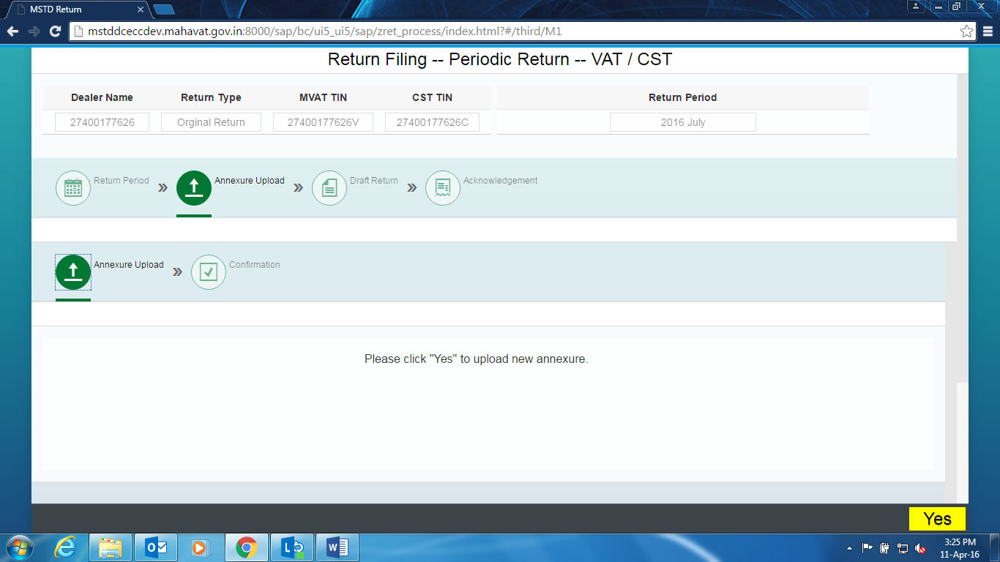 MSTD Return
mstddceccdev.mahavat.gov.in:8000/sap/bc/ui5_ui5/sap/zret_process/index.html?#/third/M1
Return Filing -- Periodic Return -- VAT / CST
Dealer Name Return Type MVAT TIN CST TIN Return Period
27400177626 Orginal Return 27400177626V 27400177626C 2016 July
Return Period » Annexure Upload » Draft Return » Acknowledgement
Annexure Upload » Confirmation
Please click "Yes" to upload new annexure.
Yes
3:25 PM
11-Apr-16